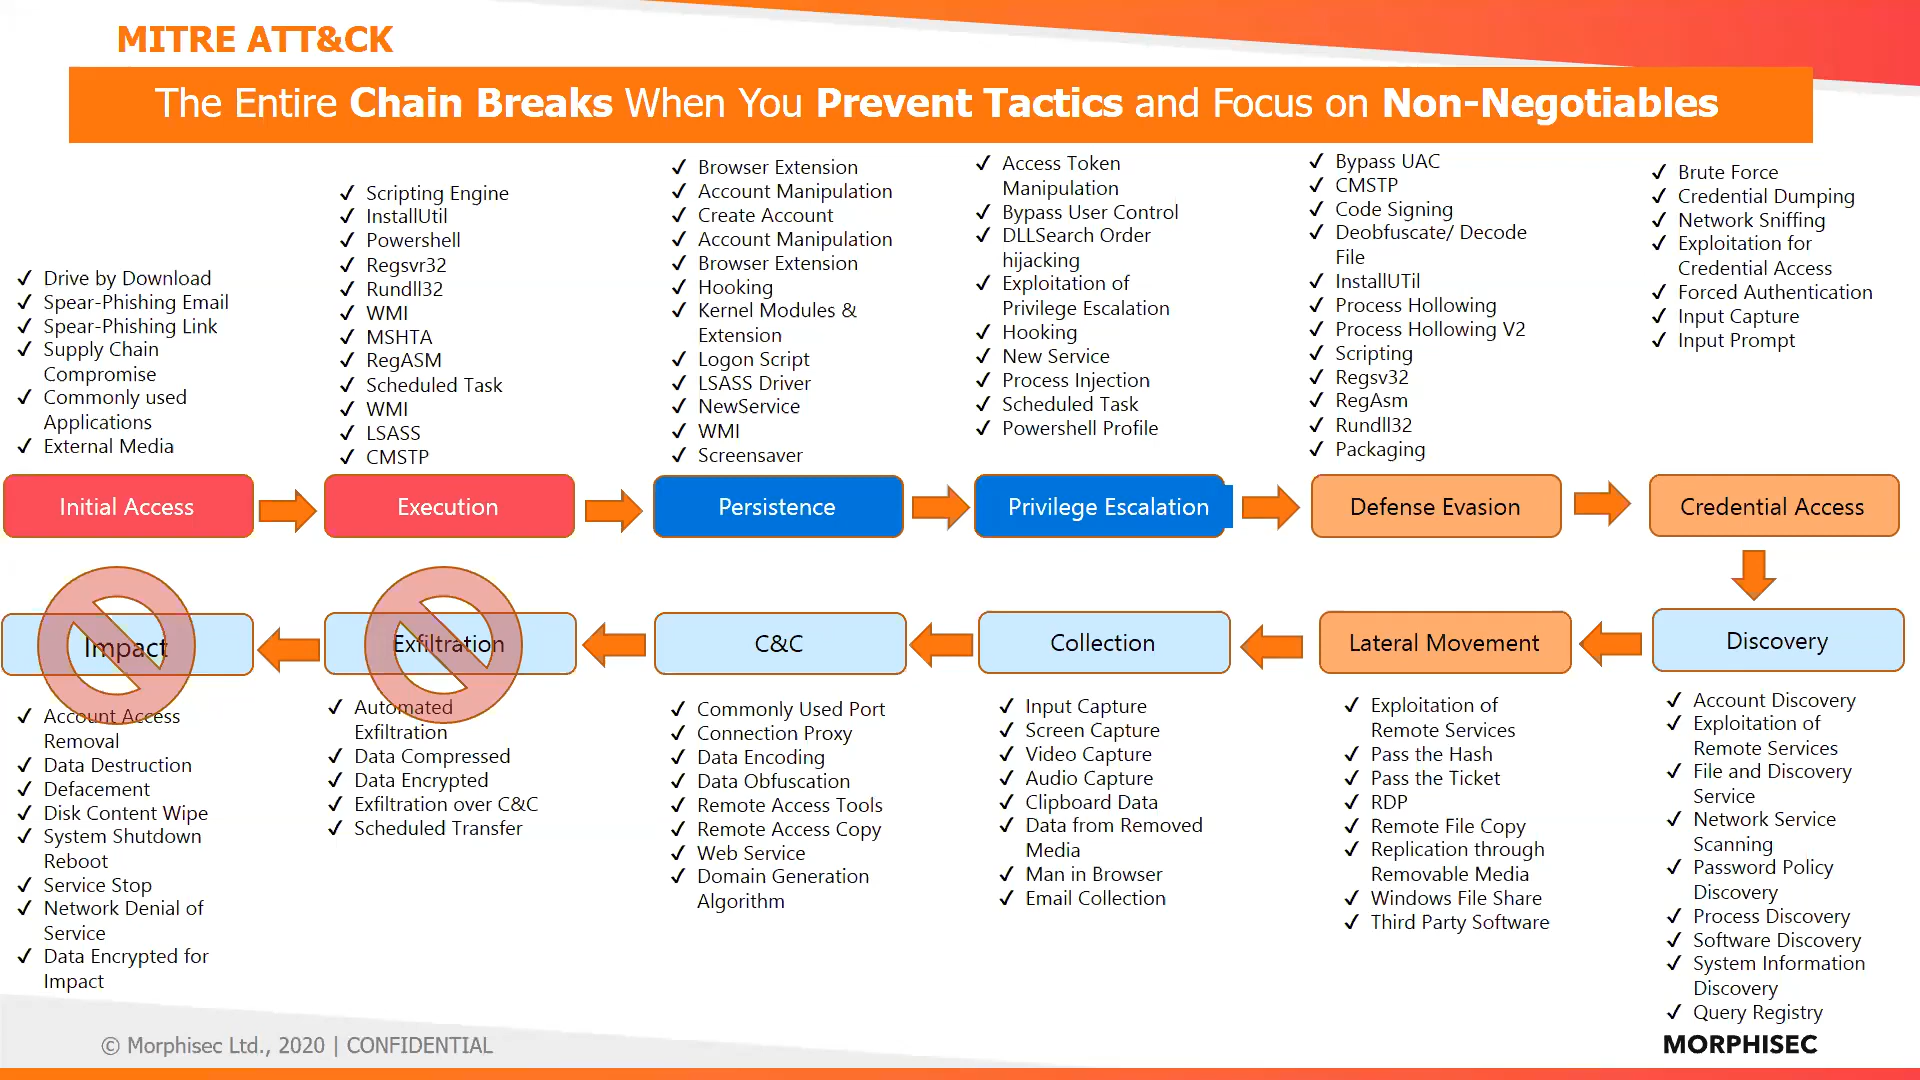 MITRE ATT&CK
The Entire Chain Breaks When You Prevent Tactics and Focus on Non-Negotiables
✓ Drive by Download
✓ Spear-Phishing Email
✓ Spear-Phishing Link
✓ Supply Chain
Compromise
✓ Commonly used
Applications
✓ External Media
Initial Access
✓ Scripting Engine
✓ InstallUtil
✓ Powershell
✓ Regsvr32
✓ Rundll32
✓ WMI
✓ MSHTA
✓ RegASM
✓ Scheduled Task
✓ WMI
✓ LSASS
✓ CMSTP
Execution
✓ Browser Extension
✓ Account Manipulation
✓ Create Account
✓ Account Manipulation
✓ Browser Extension
✓ Hooking
✓ Kernel Modules &
Extension
✓ Logon Script
✓ LSASS Driver
✓ NewService
✓ WMI
✓ Screensaver
Persistence
✓ Access Token
Manipulation
✓ Bypass User Control
✓ DLLSearch Order
hijacking
✓ Exploitation of
Privilege Escalation
✓ Hooking
✓ New Service
✓ Process Injection
✓ Scheduled Task
✓ Powershell Profile
Privilege Escalation
✓ Bypass UAC
✓ CMSTP
✓ Code Signing
✓ Deobfuscate/ Decode
File
✓ InstallUTil
✓ Process Hollowing
✓ Process Hollowing V2
✓ Scripting
✓ Regsv32
✓ RegAsm
✓ Rundll32
✓ Packaging
Defense Evasion
✓ Brute Force
✓ Credential Dumping
✓ Network Sniffing
✓ Exploitation for
Credential Access
✓ Forced Authentication
✓ Input Capture
✓ Input Prompt
Credential Access
Discovery
✓ Account Discovery
✓ Exploitation of
Remote Services
✓ File and Discovery
Service
✓ Network Service
Scanning
✓ Password Policy
Discovery
✓ Process Discovery
✓ Software Discovery
✓ System Information
Discovery
✓ Query Registry
Lateral Movement
✓ Exploitation of
Remote Services
✓ Pass the Hash
✓ Pass the Ticket
✓ RDP
✓ Remote File Copy
✓ Replication through
Removable Media
✓ Windows File Share
✓ Third Party Software
Collection
✓ Input Capture
✓ Screen Capture
✓ Video Capture
✓ Audio Capture
✓ Clipboard Data
✓ Data from Removed
Media
✓ Man in Browser
✓ Email Collection
C&C
✓ Commonly Used Port
✓ Connection Proxy
✓ Data Encoding
✓ Data Obfuscation
✓ Remote Access Tools
✓ Remote Access Copy
✓ Web Service
✓ Domain Generation
Algorithm
Exfiltration
✓ Automated
Exfiltration
✓ Data Compressed
✓ Data Encrypted
✓ Exfiltration over C&C
✓ Scheduled Transfer
Impact
✓ Account Access
Removal
✓ Data Destruction
✓ Defacement
✓ Disk Content Wipe
✓ System Shutdown
Reboot
✓ Service Stop
✓ Network Denial of
Service
✓ Data Encrypted for
Impact
© Morphisec Ltd., 2020 | CONFIDENTIAL
MORPHISEC